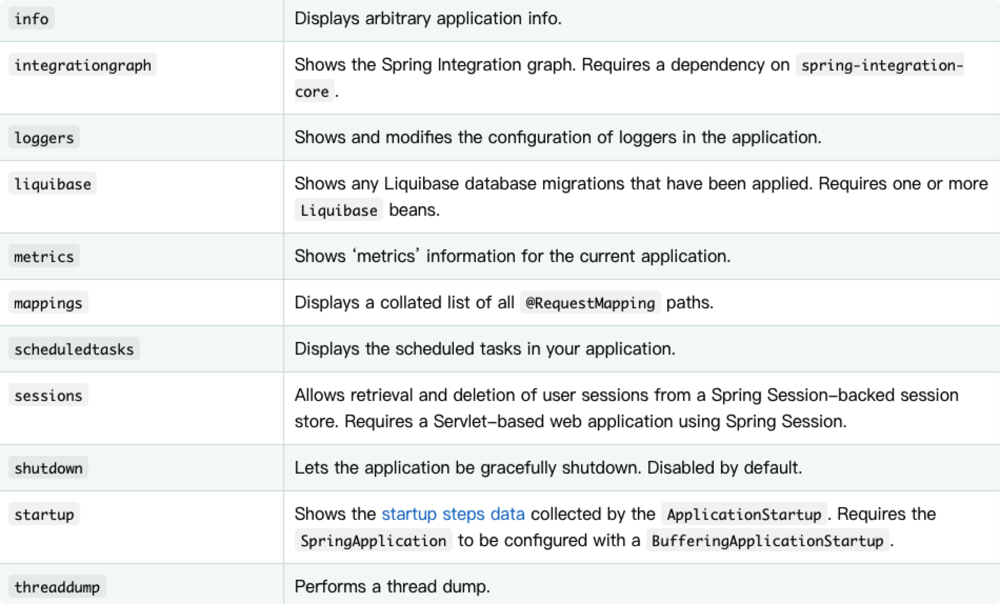 info Displays arbitrary application info.
integrationgraph Shows the Spring Integration graph. Requires a dependency on spring-integration-
core .
loggers Shows and modifies the configuration of loggers in the application.
liquibase Shows any Liquibase database migrations that have been applied. Requires one or more
Liquibase beans.
metrics Shows ‘metrics’ information for the current application.
mappings Displays a collated list of all @RequestMapping paths.
scheduledtasks Displays the scheduled tasks in your application.
sessions Allows retrieval and deletion of user sessions from a Spring Session–backed session
store. Requires a Servlet–based web application using Spring Session.
shutdown Lets the application be gracefully shutdown. Disabled by default.
startup Shows the startup steps data collected by the ApplicationStartup . Requires the
SpringApplication to be configured with a BufferingApplicationStartup .
threaddump Performs a thread dump.